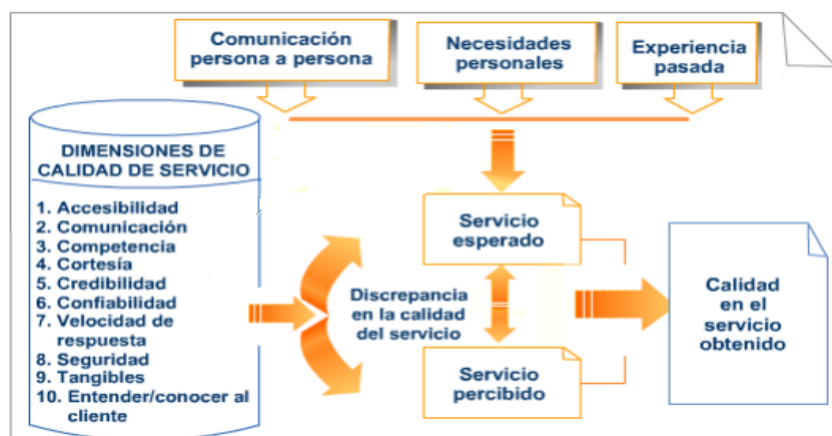 Comunicación
persona a persona
Necesidades
personales
Experiencia
pasada
DIMENSIONES DE
CALIDAD DE SERVICIO
1. Accesibilidad
2. Comunicación
3. Competencia
4. Cortesía
5. Credibilidad
6. Confiabilidad
7. Velocidad de
respuesta
8. Seguridad
9. Tangibles
10. Entender/conocer al
cliente
Discrepancia
en la calidad
del servicio
Servicio
esperado
Servicio
percibido
Calidad
en el
servicio
obtenido